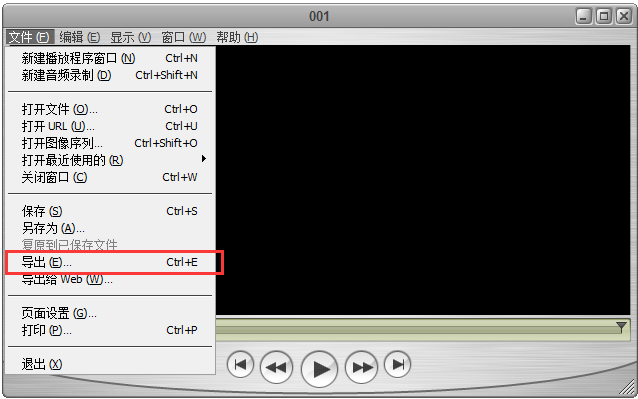 001
文件(F) 编辑(E) 显示(V) 窗口(W) 帮助(H)
新建播放程序窗口(N) Ctrl+N
新建音频录制(D) Ctrl+Shift+N
打开文件(O)... Ctrl+O
打开 URL (U)... Ctrl+U
打开图像序列... Ctrl+Shift+O
打开最近使用的(R)
关闭窗口(C) Ctrl+W
保存(S) Ctrl+S
另存为(A)...
复原到已保存文件
导出(E)... Ctrl+E
导出给 Web (W)...
页面设置(G)...
打印(P)... Ctrl+P
退出(X)